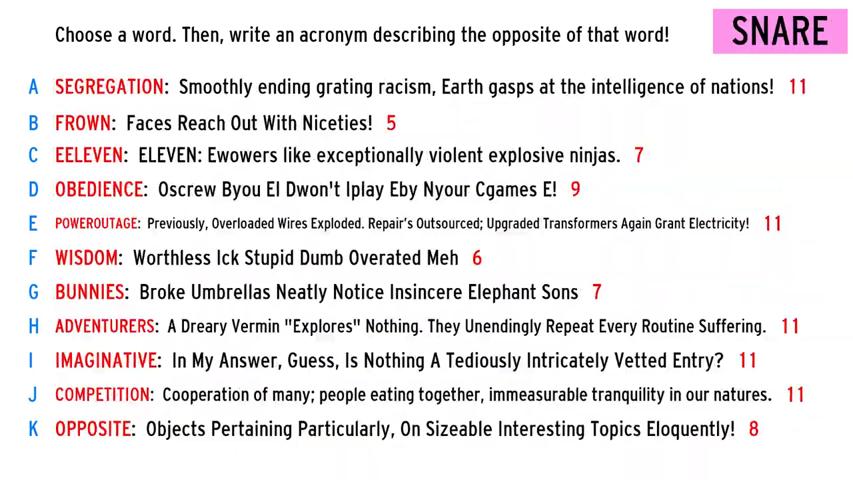 Choose a word. Then, write an acronym describing the opposite of that word!
SNARE
A SEGREGATION: Smoothly ending grating racism, Earth gasps at the intelligence of nations! 11
B FROWN: Faces Reach Out With Niceties! 5
C EELEVEN: ELEVEN: Ewowers like exceptionally violent explosive ninjas. 7
D OBEDIENCE: Oscrew Byou EI Dwon't Iplay Eby Nyour Cgames E! 9
E POWEROUTAGE: Previously, Overloaded Wires Exploded. Repair's Outsourced; Upgraded Transformers Again Grant Electricity! 11
F WISDOM: Worthless Ick Stupid Dumb Overated Meh 6
G BUNNIES: Broke Umbrellas Neatly Notice Insincere Elephant Sons 7
H ADVENTURERS: A Dreary Vermin "Explores" Nothing. They Unendingly Repeat Every Routine Suffering. 11
I IMAGINATIVE: In My Answer, Guess, Is Nothing A Tediously Intricately Vetted Entry? 11
J COMPETITION: Cooperation of many; people eating together, immeasurable tranquility in our natures. 11
K OPPOSITE: Objects Pertaining Particularly, On Sizeable Interesting Topics Eloquently! 8